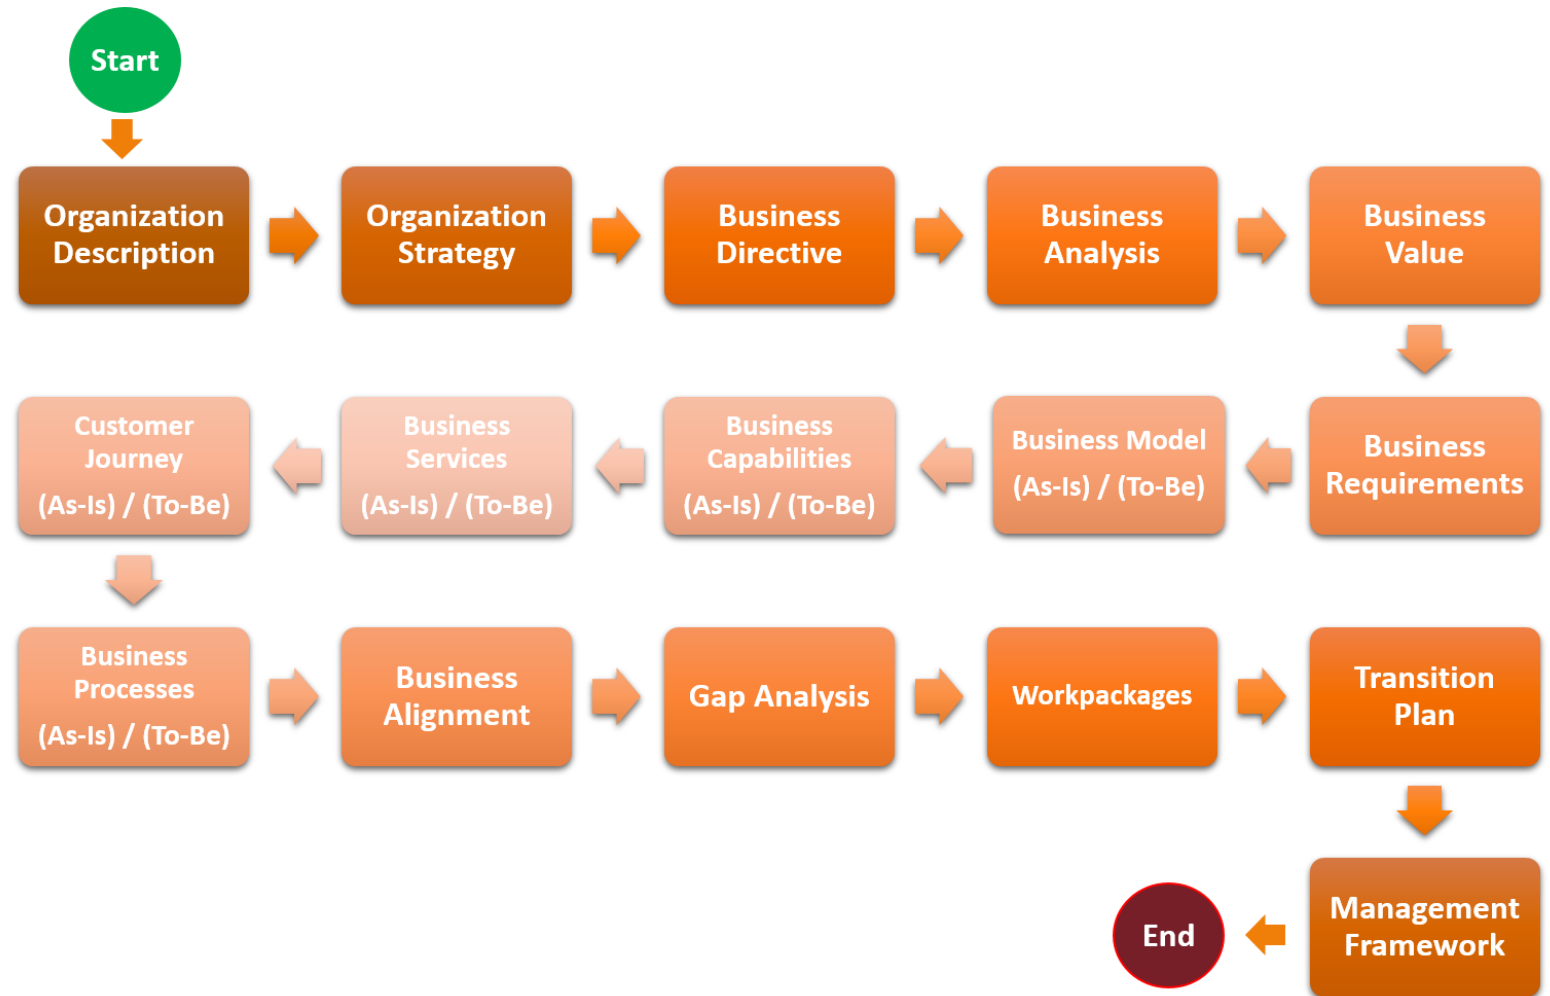 Start
Organization
Description
Organization
Strategy
Business
Directive
Business
Analysis
Business
Value
Business
Requirements
Business Model
(As-Is) / (To-Be)
Business
Capabilities
(As-Is) / (To-Be)
Business
Services
(As-Is) / (To-Be)
Customer
Journey
(As-Is) / (To-Be)
Business
Processes
(As-Is) / (To-Be)
Business
Alignment
Gap Analysis
Workpackages
Transition
Plan
Management
Framework
End